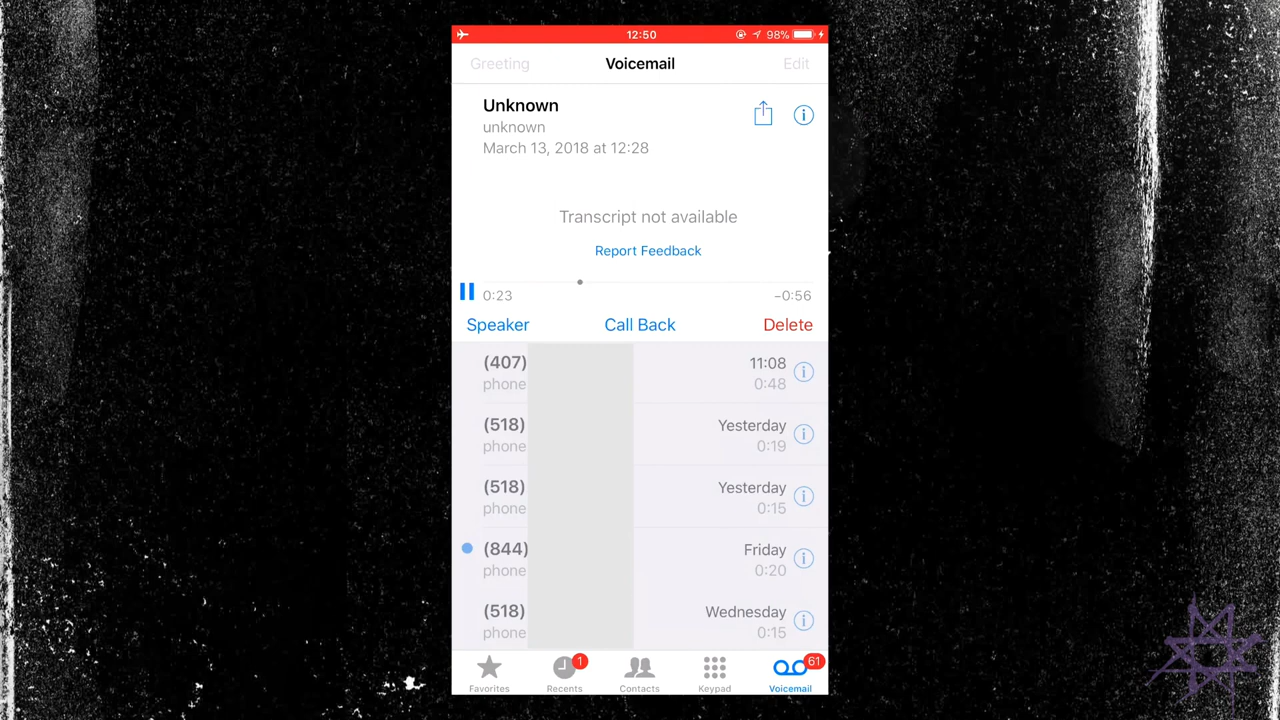 12:50
98%
Greeting
Voicemail
Edit
Unknown
unknown
March 13, 2018 at 12:28
Transcript not available
Report Feedback
0:23
−0:56
Speaker
Call Back
Delete
(407)
11:08
phone
0:48
(518)
Yesterday
phone
0:19
(518)
Yesterday
phone
0:15
(844)
Friday
phone
0:20
(518)
Wednesday
phone
0:15
1
61
Favorites
Recents
Contacts
Keypad
Voicemail